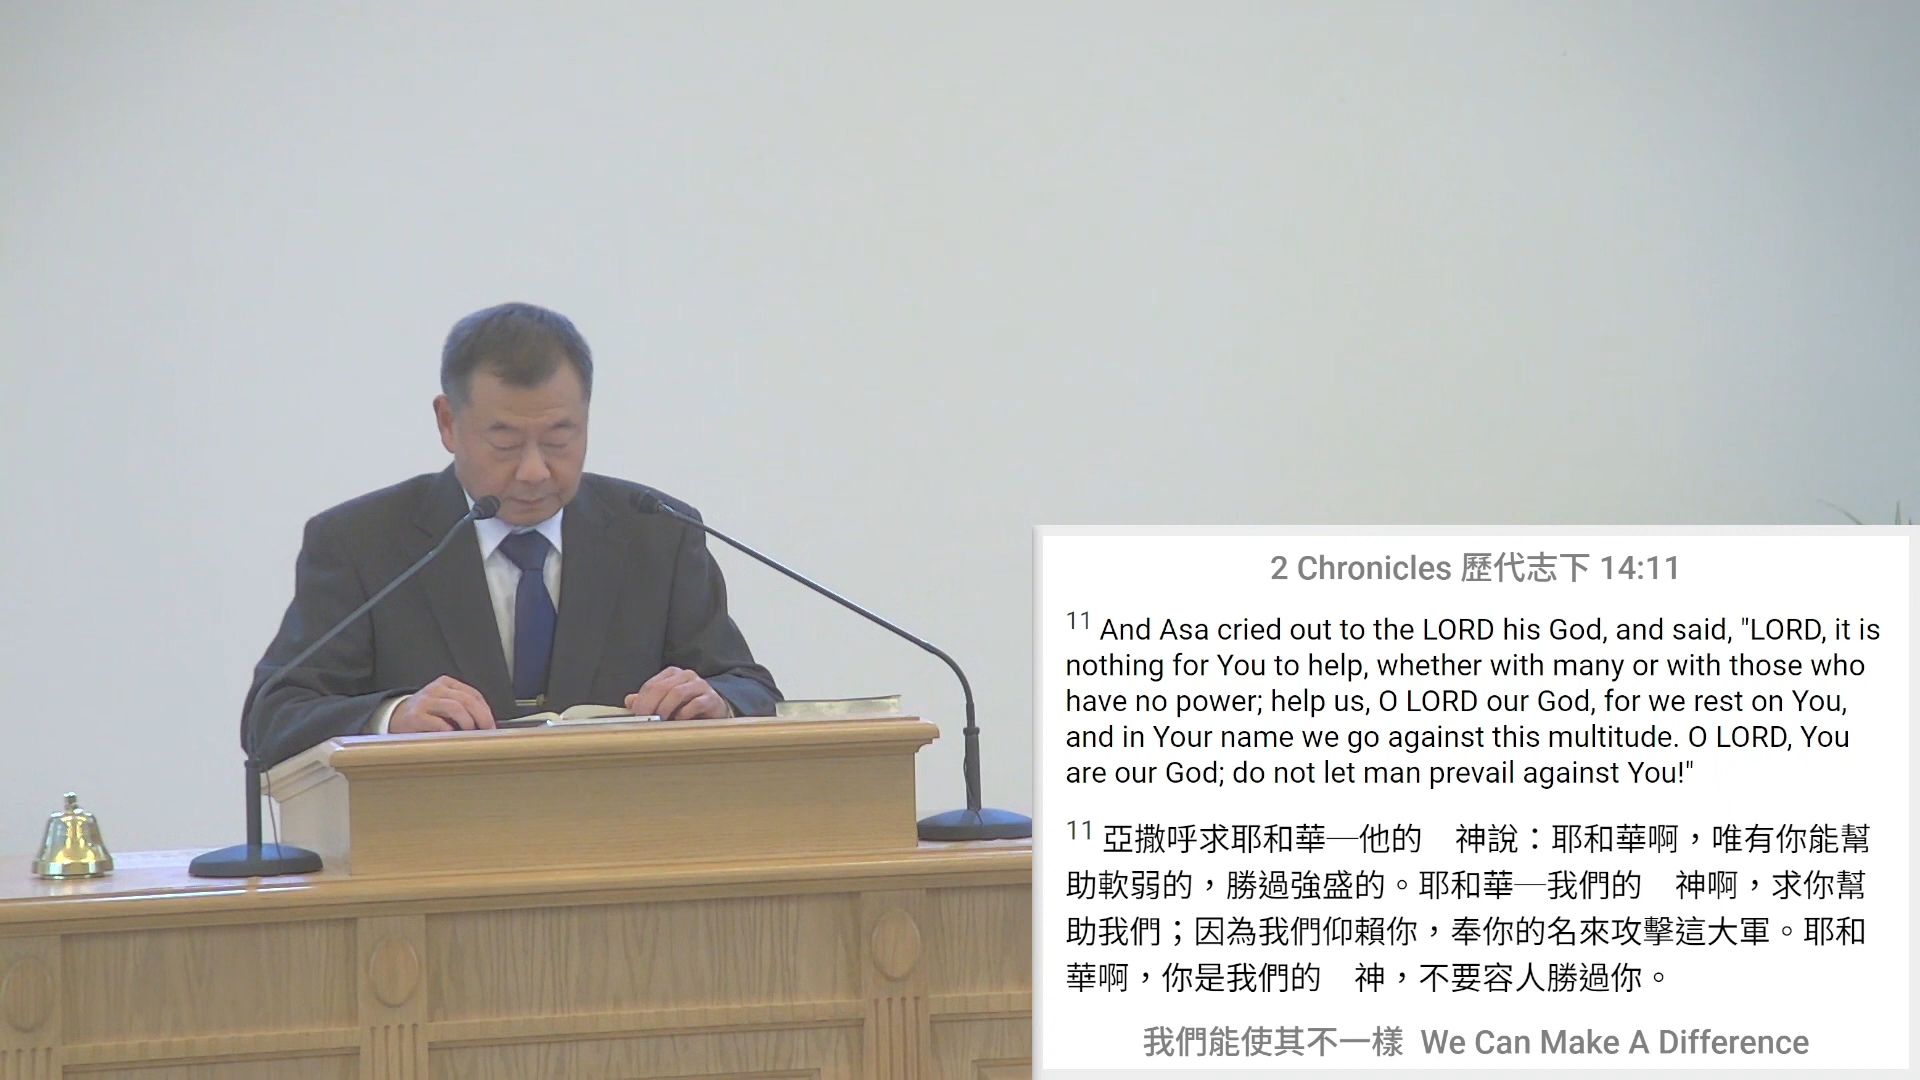 2 Chronicles 歷代志下 14:11
11 And Asa cried out to the LORD his God, and said, "LORD, it is
nothing for You to help, whether with many or with those who
have no power; help us, O LORD our God, for we rest on You,
and in Your name we go against this multitude. O LORD, You
are our God; do not let man prevail against You!"
11 亞撒呼求耶和華─他的　神說：耶和華啊，唯有你能幫
助軟弱的，勝過強盛的。耶和華─我們的　神啊，求你幫
助我們；因為我們仰賴你，奉你的名來攻擊這大軍。耶和
華啊，你是我們的　神，不要容人勝過你。
我們能使其不一樣 We Can Make A Difference